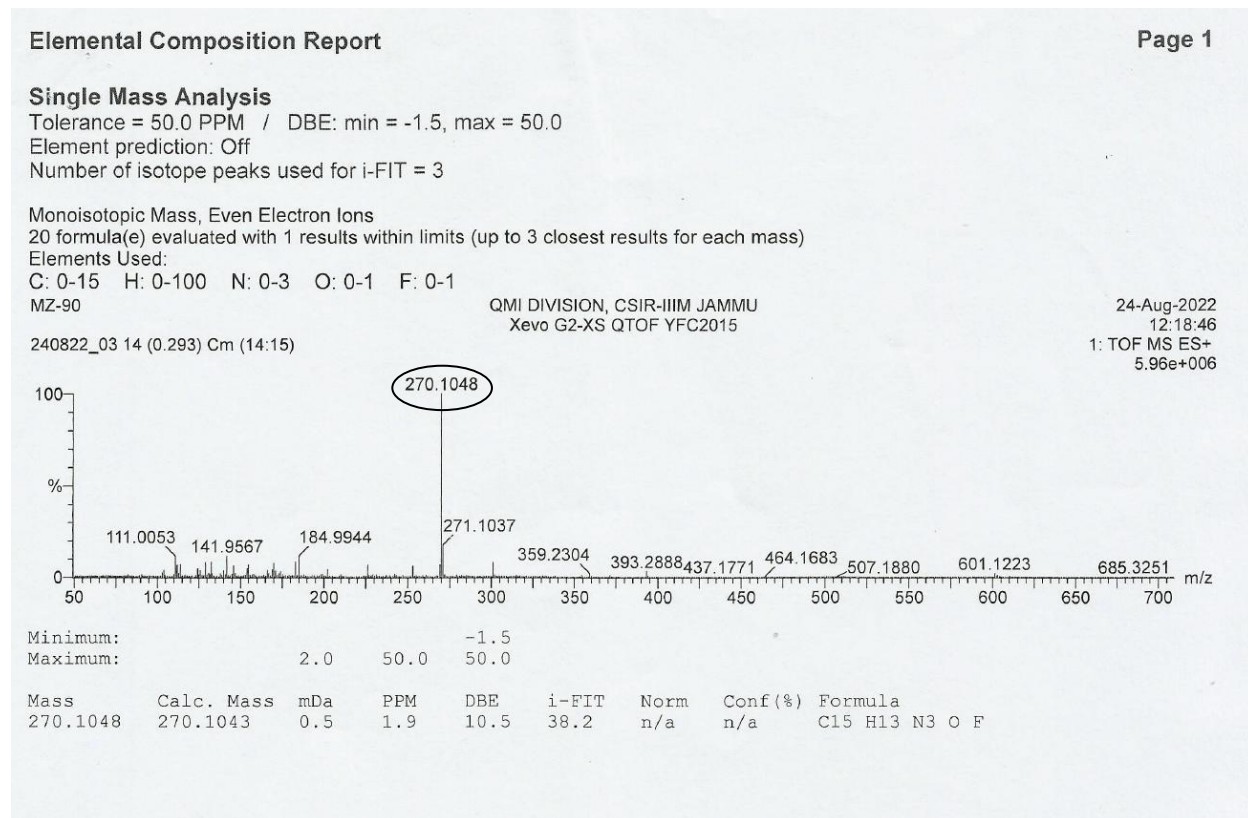 Elemental Composition Report Page 1
Single Mass Analysis
Tolerance = 50.0 PPM / DBE: min = -1.5, max = 50.0
Element prediction: Off
Number of isotope peaks used for i-FIT = 3
Monoisotopic Mass, Even Electron Ions
20 formula(e) evaluated with 1 results within limits (up to 3 closest results for each mass)
Elements Used:
C: 0-15 H: 0-100 N: 0-3 O: 0-1 F: 0-1
MZ-90 QMI DIVISION, CSIR-IIIM JAMMU 24-Aug-2022
Xevo G2-XS QTOF YFC2015 12:18:46
240822_03 14 (0.293) Cm (14:15) 1: TOF MS ES+
5.96e+006
100 270.1048
%
111.0053 141.9567 184.9944 271.1037 359.2304 393.2888 437.1771 464.1683 507.1880 601.1223 685.3251
0 m/z
50 100 150 200 250 300 350 400 450 500 550 600 650 700
Minimum: -1.5
Maximum: 2.0 50.0 50.0
Mass Calc. Mass mDa PPM DBE i-FIT Norm Conf(%) Formula
270.1048 270.1043 0.5 1.9 10.5 38.2 n/a n/a C15 H13 N3 O F